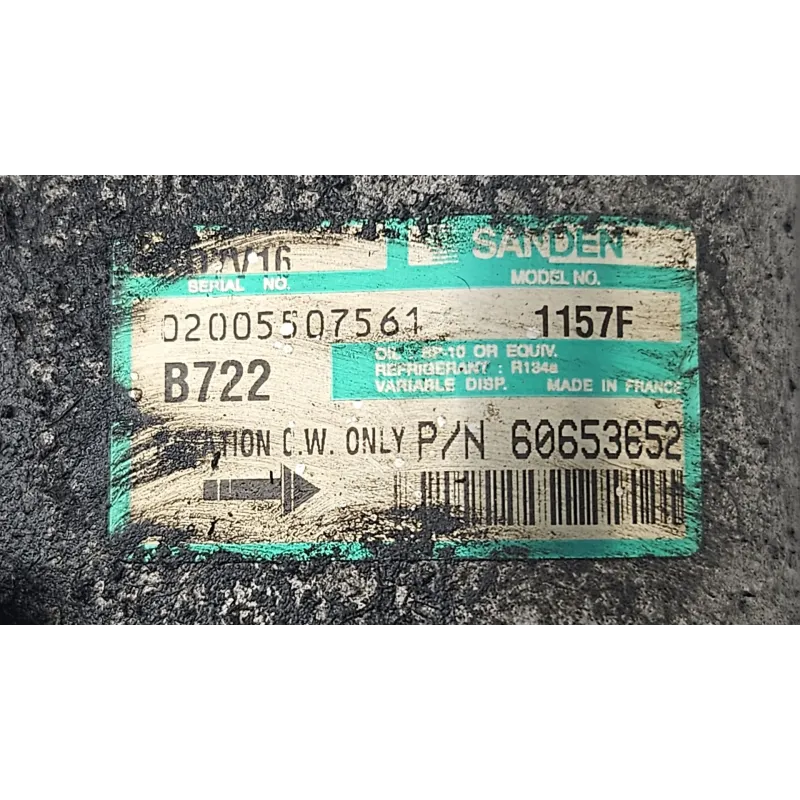 SANDEN
SERIAL NO. MODEL NO.
02005507561 1157F
B722
OIL SP-10 OR EQUIV.
REFRIGERANT : R134a
VARIABLE DISP. MADE IN FRANCE
C.W. ONLY P/N 60653652